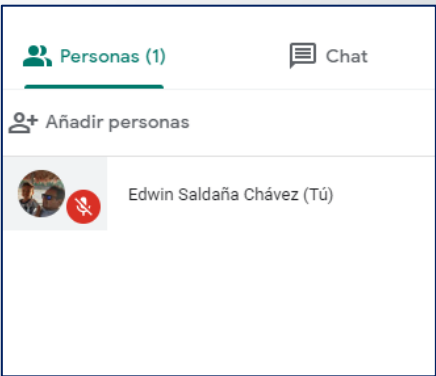 Personas (1)
Chat
Añadir personas
Edwin Saldaña Chávez (Tú)